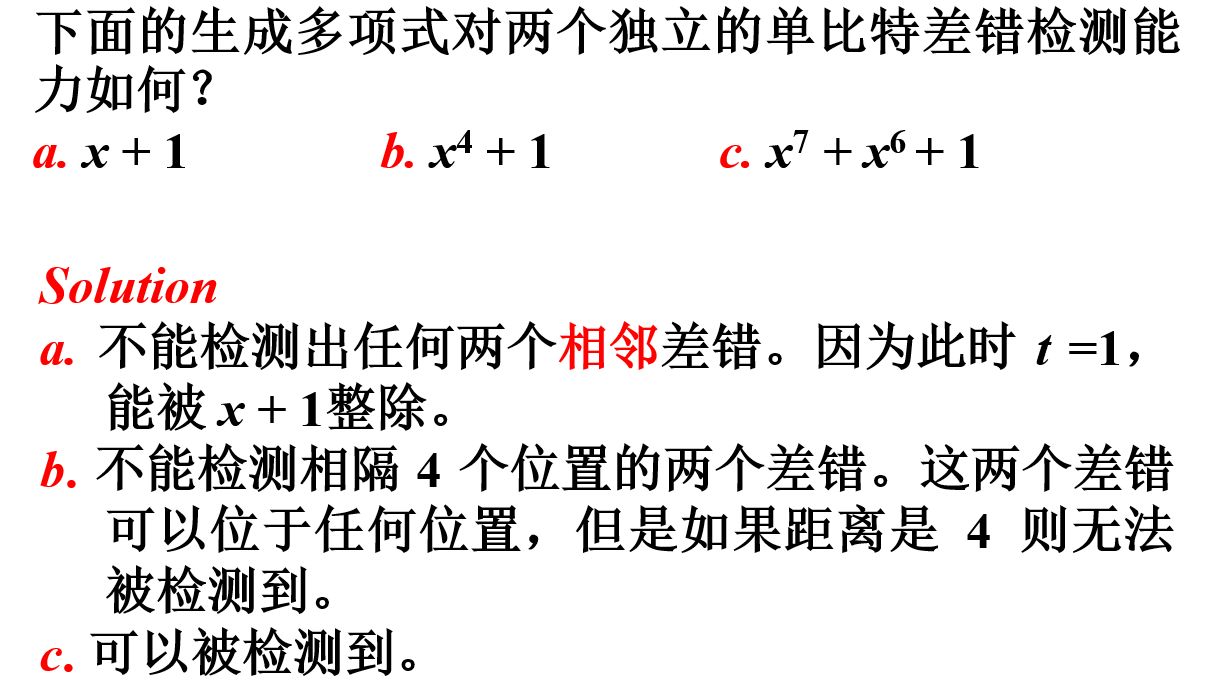 下面的生成多项式对两个独立的单比特差错检测能
力如何？
a. x + 1 b. x⁴ + 1 c. x⁷ + x⁶ + 1
Solution
a. 不能检测出任何两个相邻差错。因为此时 t =1，
能被 x + 1整除。
b. 不能检测相隔 4 个位置的两个差错。这两个差错
可以位于任何位置，但是如果距离是 4 则无法
被检测到。
c. 可以被检测到。